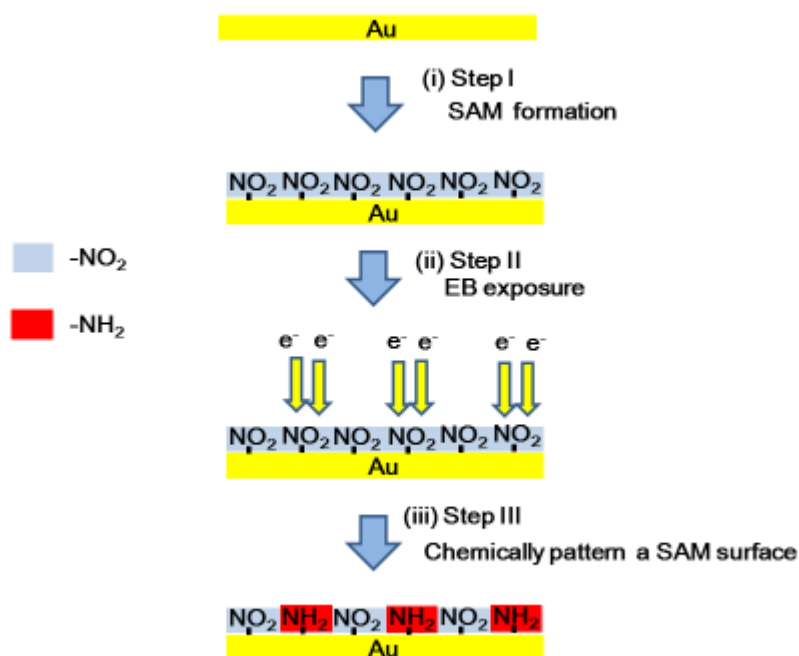 Au
(i) Step I
SAM formation
NO₂ NO₂ NO₂ NO₂ NO₂ NO₂
Au
-NO₂
(ii) Step II
EB exposure
-NH₂
e⁻ e⁻ e⁻ e⁻ e⁻ e⁻
NO₂ NO₂ NO₂ NO₂ NO₂ NO₂
Au
(iii) Step III
Chemically pattern a SAM surface
NO₂ NH₂ NO₂ NH₂ NO₂ NH₂
Au